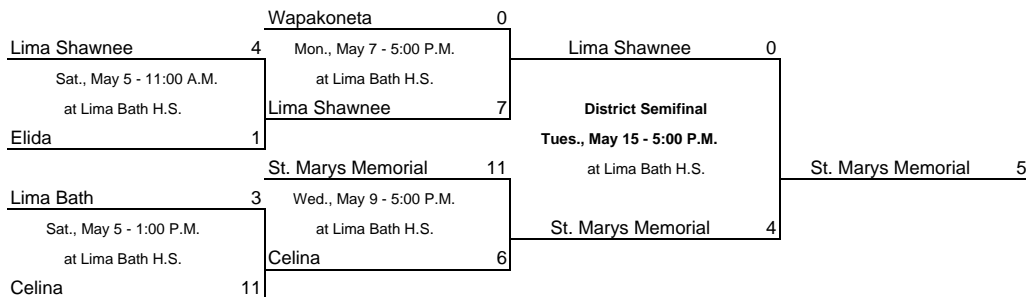 Wapakoneta 0
Lima Shawnee 4
Mon., May 7 - 5:00 P.M.
Lima Shawnee 0
Sat., May 5 - 11:00 A.M.
at Lima Bath H.S.
at Lima Bath H.S.
Lima Shawnee 7
District Semifinal
Elida 1
Tues., May 15 - 5:00 P.M.
St. Marys Memorial 11
at Lima Bath H.S.
St. Marys Memorial 5
Lima Bath 3
Wed., May 9 - 5:00 P.M.
Sat., May 5 - 1:00 P.M.
at Lima Bath H.S.
St. Marys Memorial 4
at Lima Bath H.S.
Celina 6
Celina 11